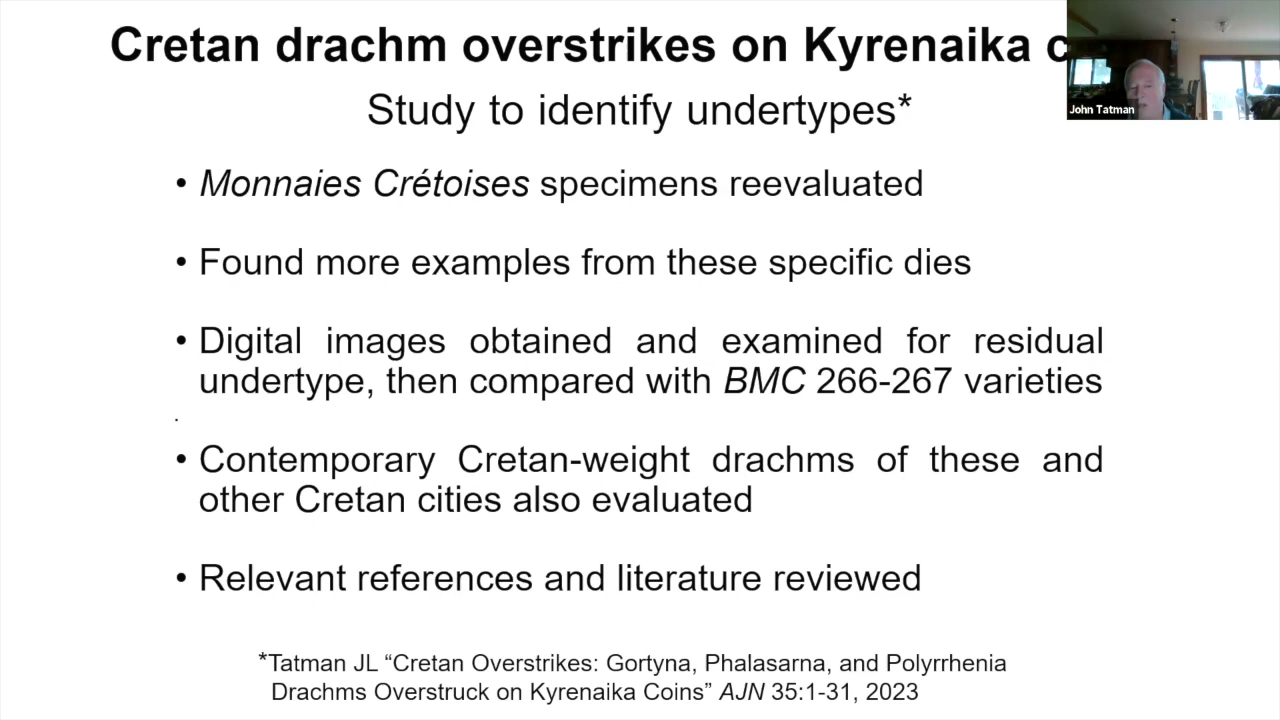 Cretan drachm overstrikes on Kyrenaika c
John Tatman
Study to identify undertypes*
• Monnaies Crétoises specimens reevaluated
• Found more examples from these specific dies
• Digital images obtained and examined for residual
undertype, then compared with BMC 266-267 varieties
.
• Contemporary Cretan-weight drachms of these and
other Cretan cities also evaluated
• Relevant references and literature reviewed
*Tatman JL “Cretan Overstrikes: Gortyna, Phalasarna, and Polyrrhenia
Drachms Overstruck on Kyrenaika Coins” AJN 35:1-31, 2023